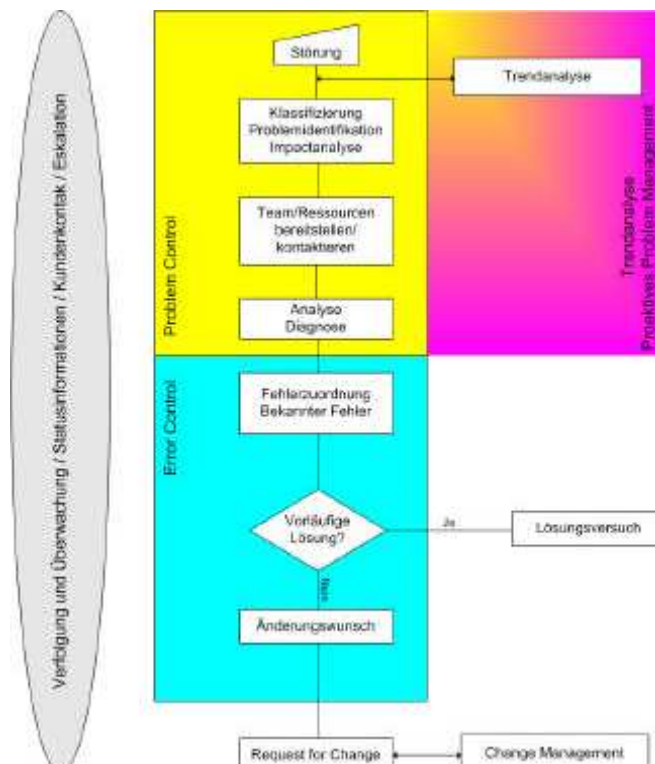 Verfolgung und Überwachung / Statusinformationen / Kundenkontak / Eskalation
Problem Control
Störung
Trendanalyse
Klassifizierung
Problemidentifikation
Impactanalyse
Team/Ressourcen
bereitstellen/
kontaktieren
Analyse
Diagnose
Trendanalyse
Proaktives Problem Management
Error Control
Fehlerzuordnung
Bekannter Fehler
Vorläufige
Lösung?
Ja
Lösungsversuch
Nein
Änderungswunsch
Request for Change
Change Management